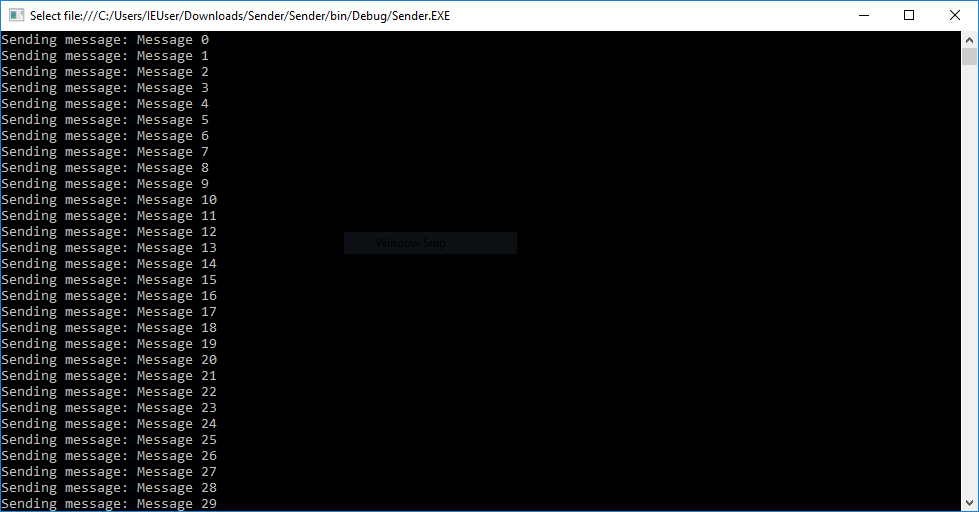 Select file:///C:/Users/IEUser/Downloads/Sender/Sender/bin/Debug/Sender.EXE
Sending message: Message 0
Sending message: Message 1
Sending message: Message 2
Sending message: Message 3
Sending message: Message 4
Sending message: Message 5
Sending message: Message 6
Sending message: Message 7
Sending message: Message 8
Sending message: Message 9
Sending message: Message 10
Sending message: Message 11
Sending message: Message 12
Window Snip
Sending message: Message 13
Sending message: Message 14
Sending message: Message 15
Sending message: Message 16
Sending message: Message 17
Sending message: Message 18
Sending message: Message 19
Sending message: Message 20
Sending message: Message 21
Sending message: Message 22
Sending message: Message 23
Sending message: Message 24
Sending message: Message 25
Sending message: Message 26
Sending message: Message 27
Sending message: Message 28
Sending message: Message 29